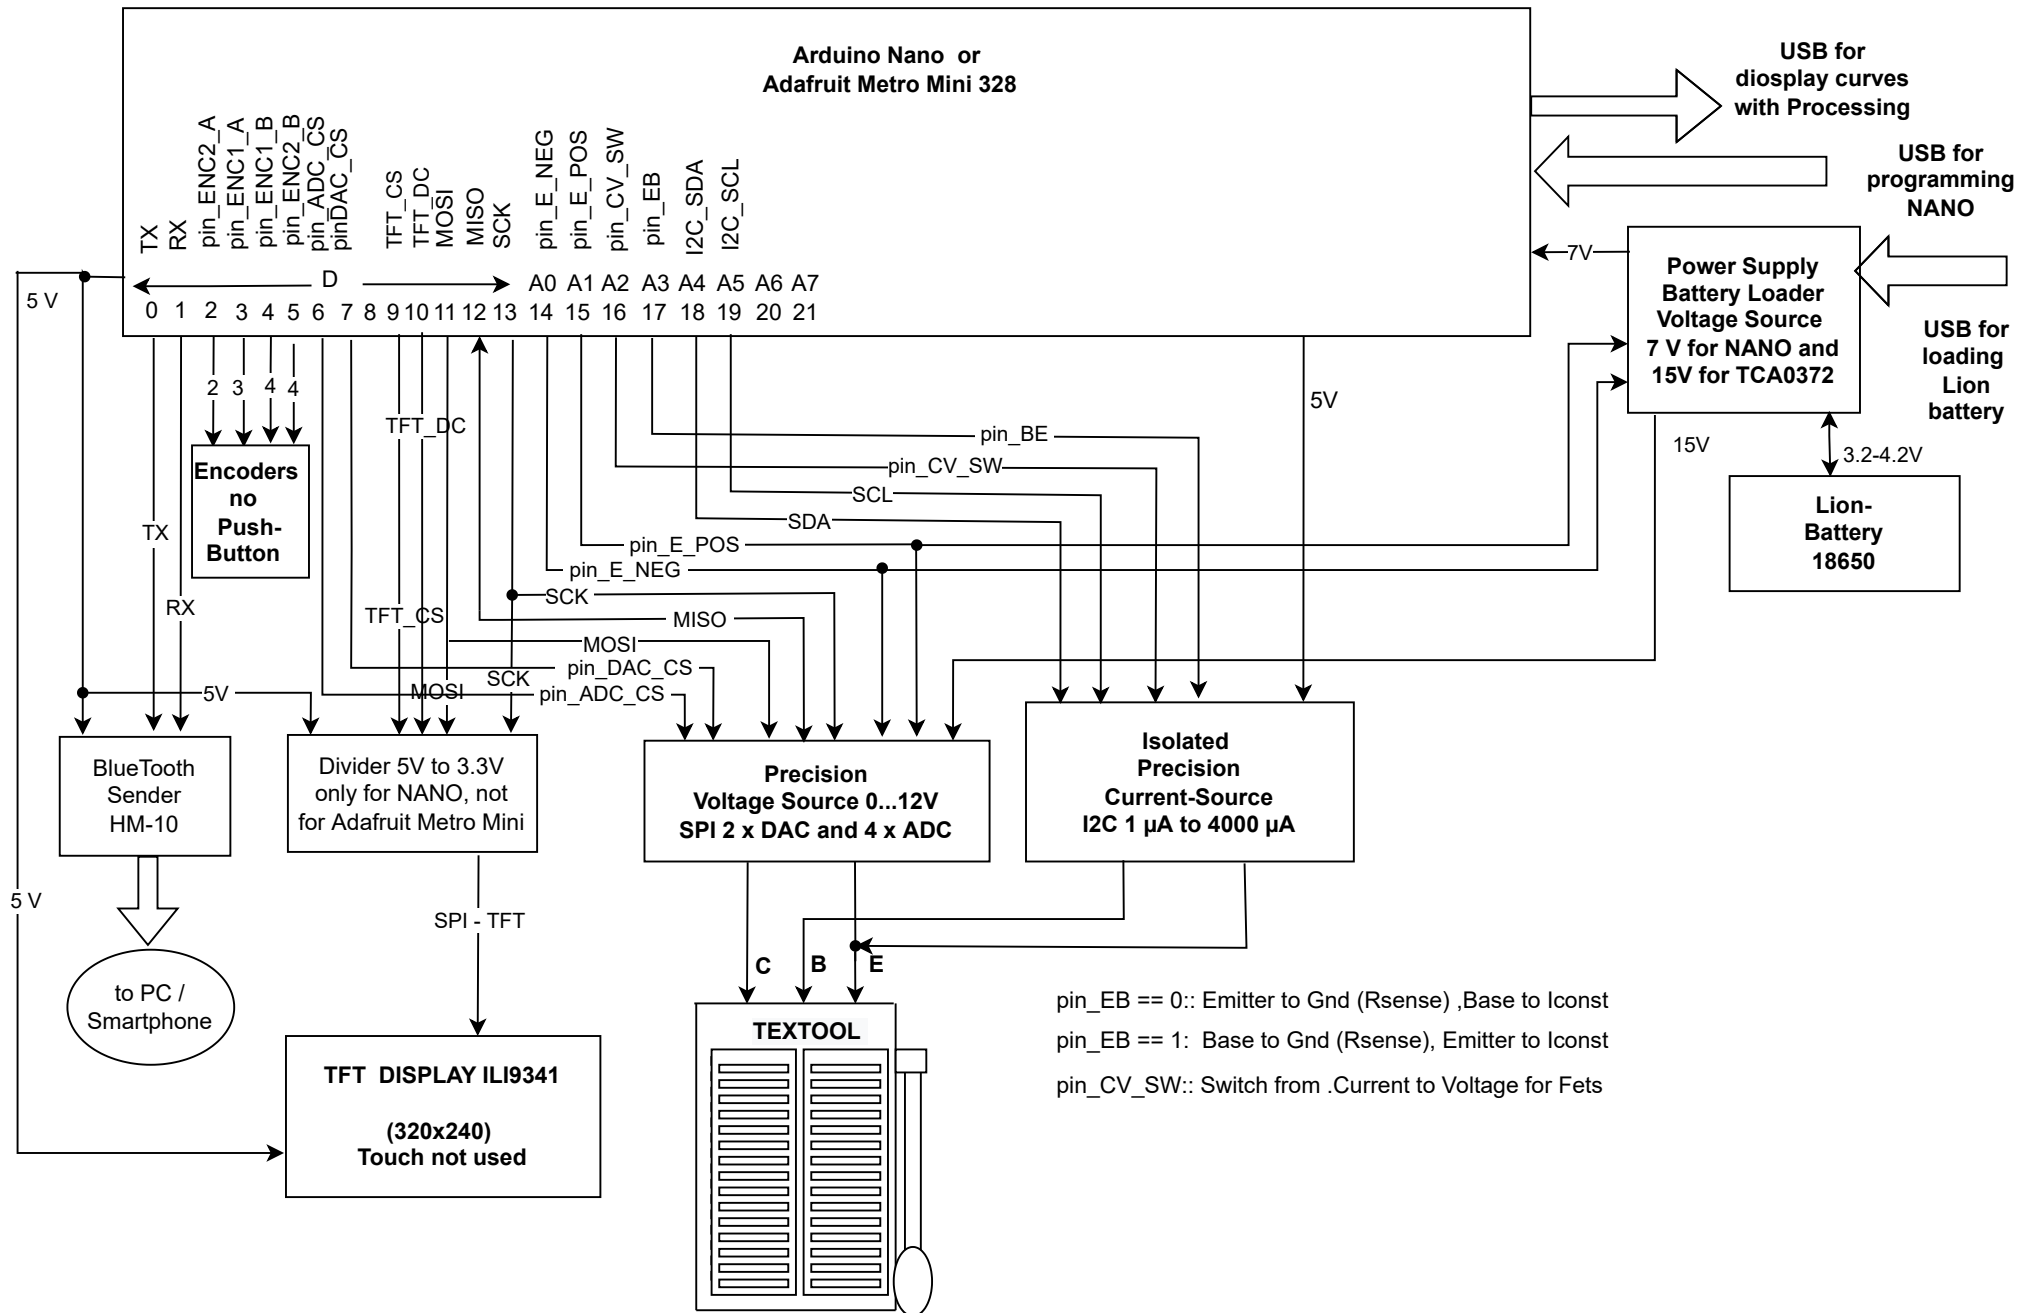 Arduino Nano or
Adafruit Metro Mini 328
USB for
diosplay curves
with Processing
USB for
programming
NANO
TX
RX
pin_ENC2_A
pin_ENC1_A
pin_ENC1_B
pin_ENC2_B
pin_ADC_CS
pinDAC_CS
TFT_CS
TFT_DC
MOSI
MISO
SCK
pin_E_NEG
pin_E_POS
pin_CV_SW
pin_EB
I2C_SDA
I2C_SCL
D
A0 A1 A2 A3 A4 A5 A6 A7
0 1 2 3 4 5 6 7 8 9 10 11 12 13 14 15 16 17 18 19 20 21
5 V
7V
Power Supply
Battery Loader
Voltage Source
7 V for NANO and
15V for TCA0372
USB for
loading
Lion
battery
2 3 4 4
5V
TFT_DC
pin_BE
15V
3.2-4.2V
Encoders
no
Push-
Button
pin_CV_SW
SCL
SDA
Lion-
Battery
18650
TX
pin_E_POS
pin_E_NEG
SCK
RX
TFT_CS
MISO
MOSI
pin_DAC_CS
SCK
MOSI
pin_ADC_CS
5V
BlueTooth
Sender
HM-10
Divider 5V to 3.3V
only for NANO, not
for Adafruit Metro Mini
Precision
Voltage Source 0...12V
SPI 2 x DAC and 4 x ADC
Isolated
Precision
Current-Source
I2C 1 µA to 4000 µA
5 V
SPI - TFT
C B E
to PC /
Smartphone
pin_EB == 0:: Emitter to Gnd (Rsense) ,Base to Iconst
pin_EB == 1: Base to Gnd (Rsense), Emitter to Iconst
pin_CV_SW:: Switch from .Current to Voltage for Fets
TEXTOOL
TFT DISPLAY ILI9341
(320x240)
Touch not used